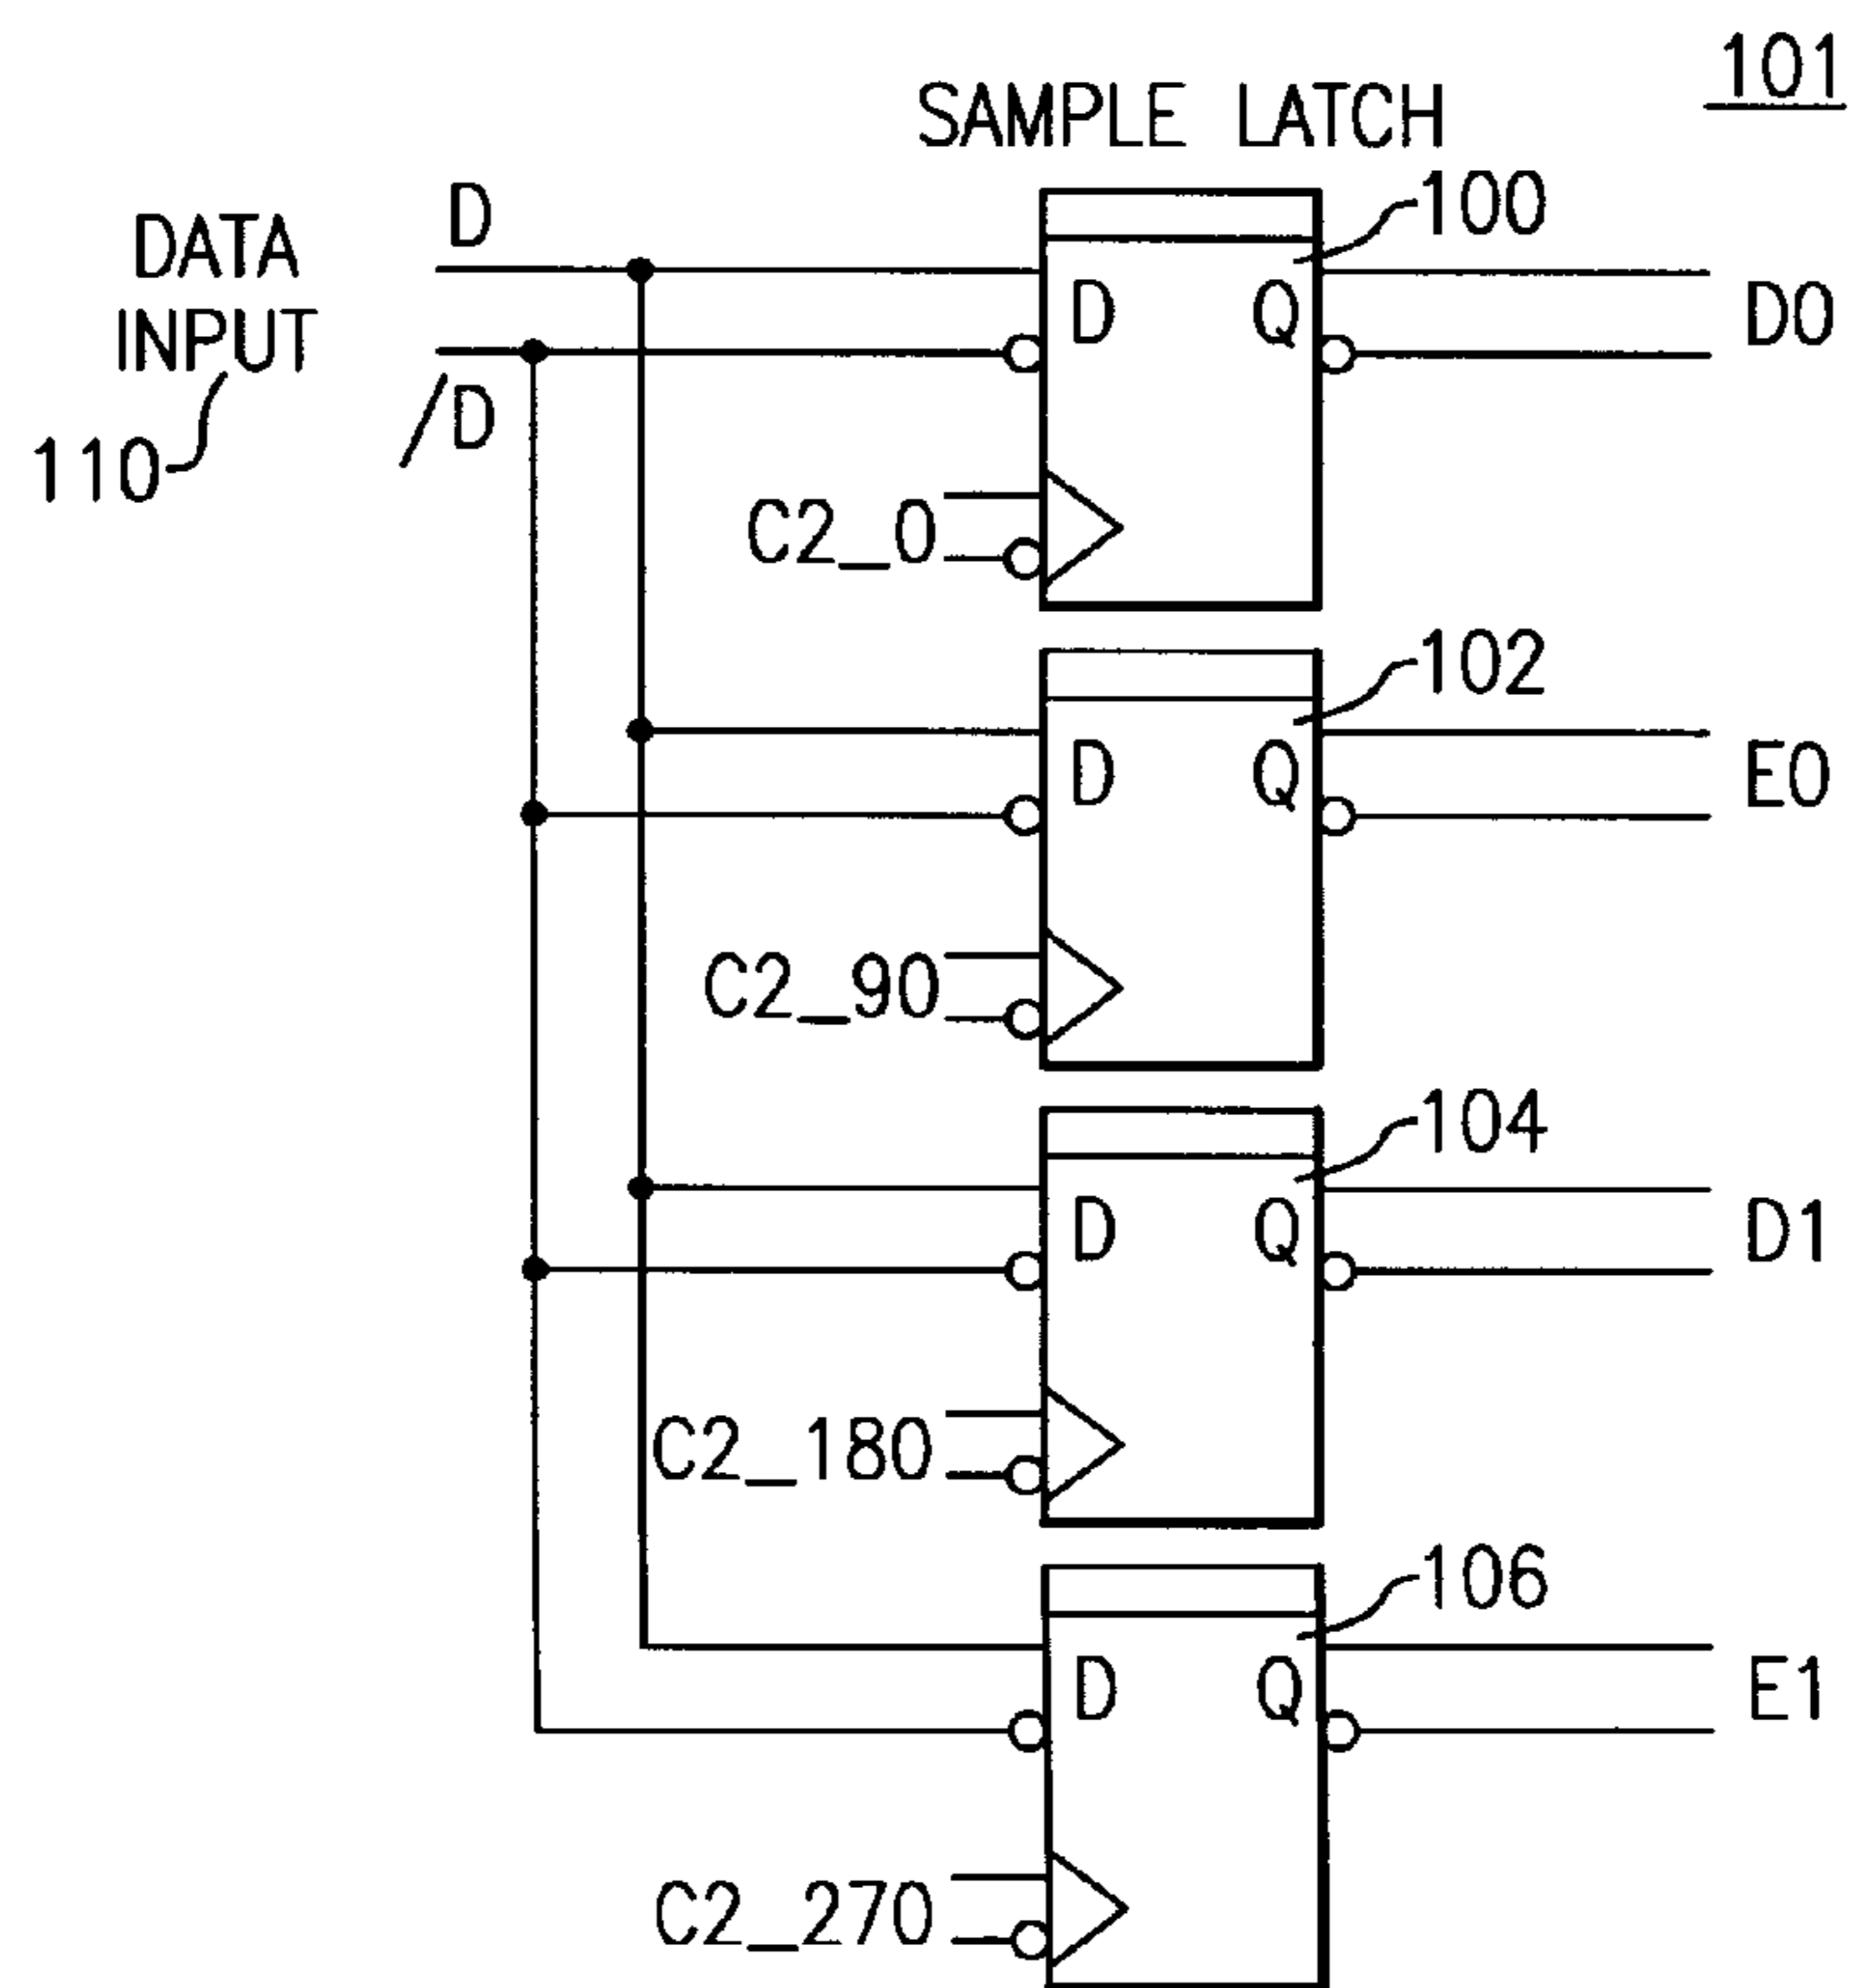 101
SAMPLE LATCH
100
DATA
INPUT
110
D
/D
D Q
D0
C2_0
102
D Q
E0
C2_90
104
D Q
D1
C2_180
106
D Q
E1
C2_270